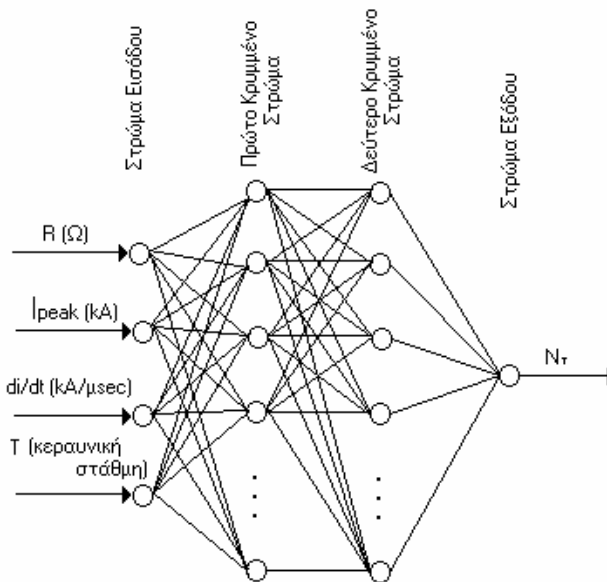 Στρώμα Εισόδου
Πρώτο Κρυμμένο
Στρώμα
Δεύτερο Κρυμμένο
Στρώμα
Στρώμα Εξόδου
R (Ω)
Ipeak (kA)
di/dt (kA/μsec)
T (κεραυνική
στάθμη)
Nτ